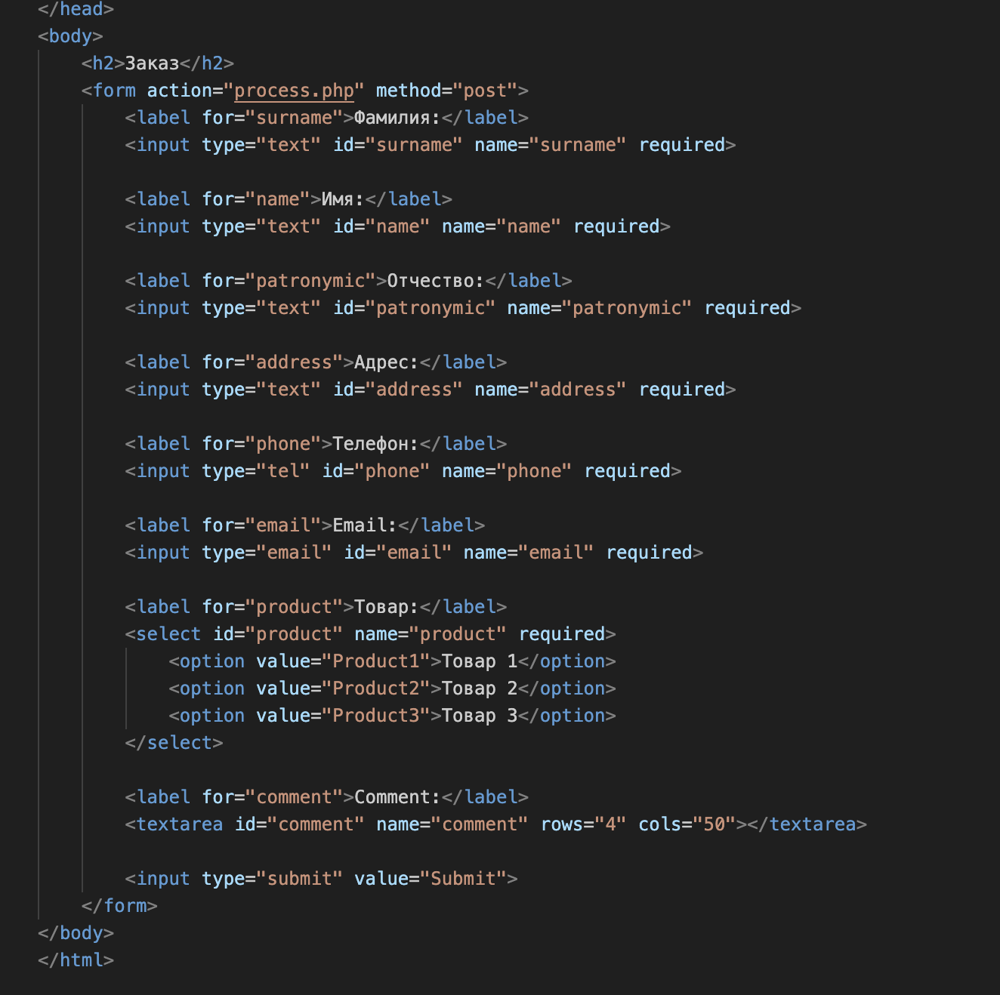 </head>
<body>
<h2>Заказ</h2>
<form action="process.php" method="post">
<label for="surname">Фамилия:</label>
<input type="text" id="surname" name="surname" required>
<label for="name">Имя:</label>
<input type="text" id="name" name="name" required>
<label for="patronymic">Отчество:</label>
<input type="text" id="patronymic" name="patronymic" required>
<label for="address">Адрес:</label>
<input type="text" id="address" name="address" required>
<label for="phone">Телефон:</label>
<input type="tel" id="phone" name="phone" required>
<label for="email">Email:</label>
<input type="email" id="email" name="email" required>
<label for="product">Товар:</label>
<select id="product" name="product" required>
<option value="Product1">Товар 1</option>
<option value="Product2">Товар 2</option>
<option value="Product3">Товар 3</option>
</select>
<label for="comment">Comment:</label>
<textarea id="comment" name="comment" rows="4" cols="50"></textarea>
<input type="submit" value="Submit">
</form>
</body>
</html>